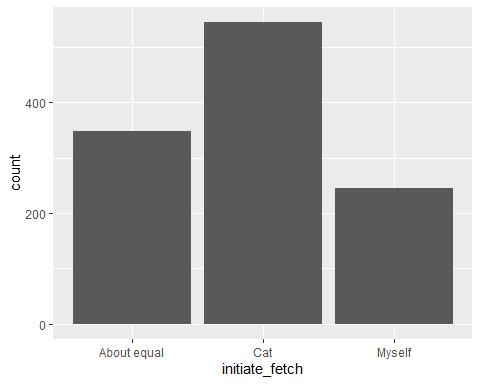 count
400
200
0
About equal
Cat
Myself
initiate_fetch